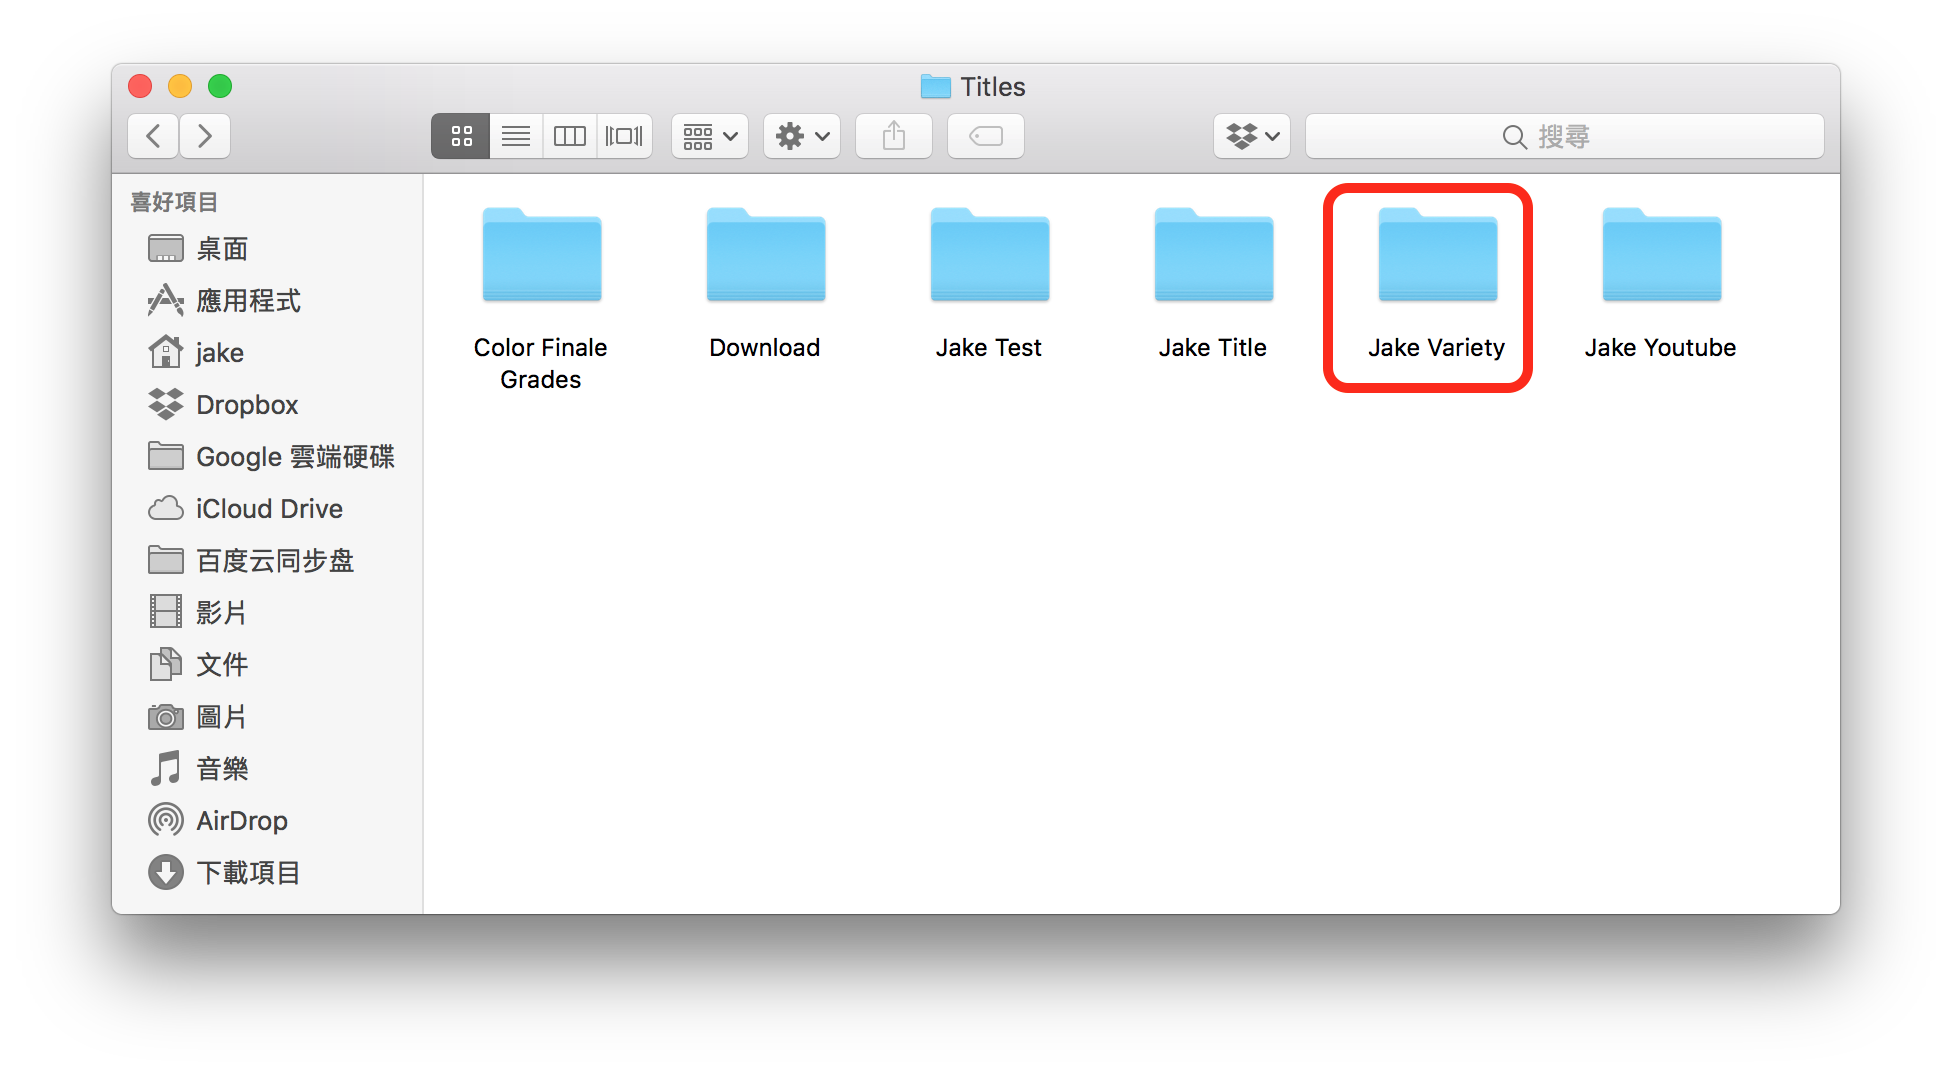 Titles
搜尋
喜好項目
桌面
應用程式
jake
Dropbox
Google 雲端硬碟
iCloud Drive
百度云同步盘
影片
文件
圖片
音樂
AirDrop
下載項目
Color Finale
Grades
Download
Jake Test
Jake Title
Jake Variety
Jake Youtube